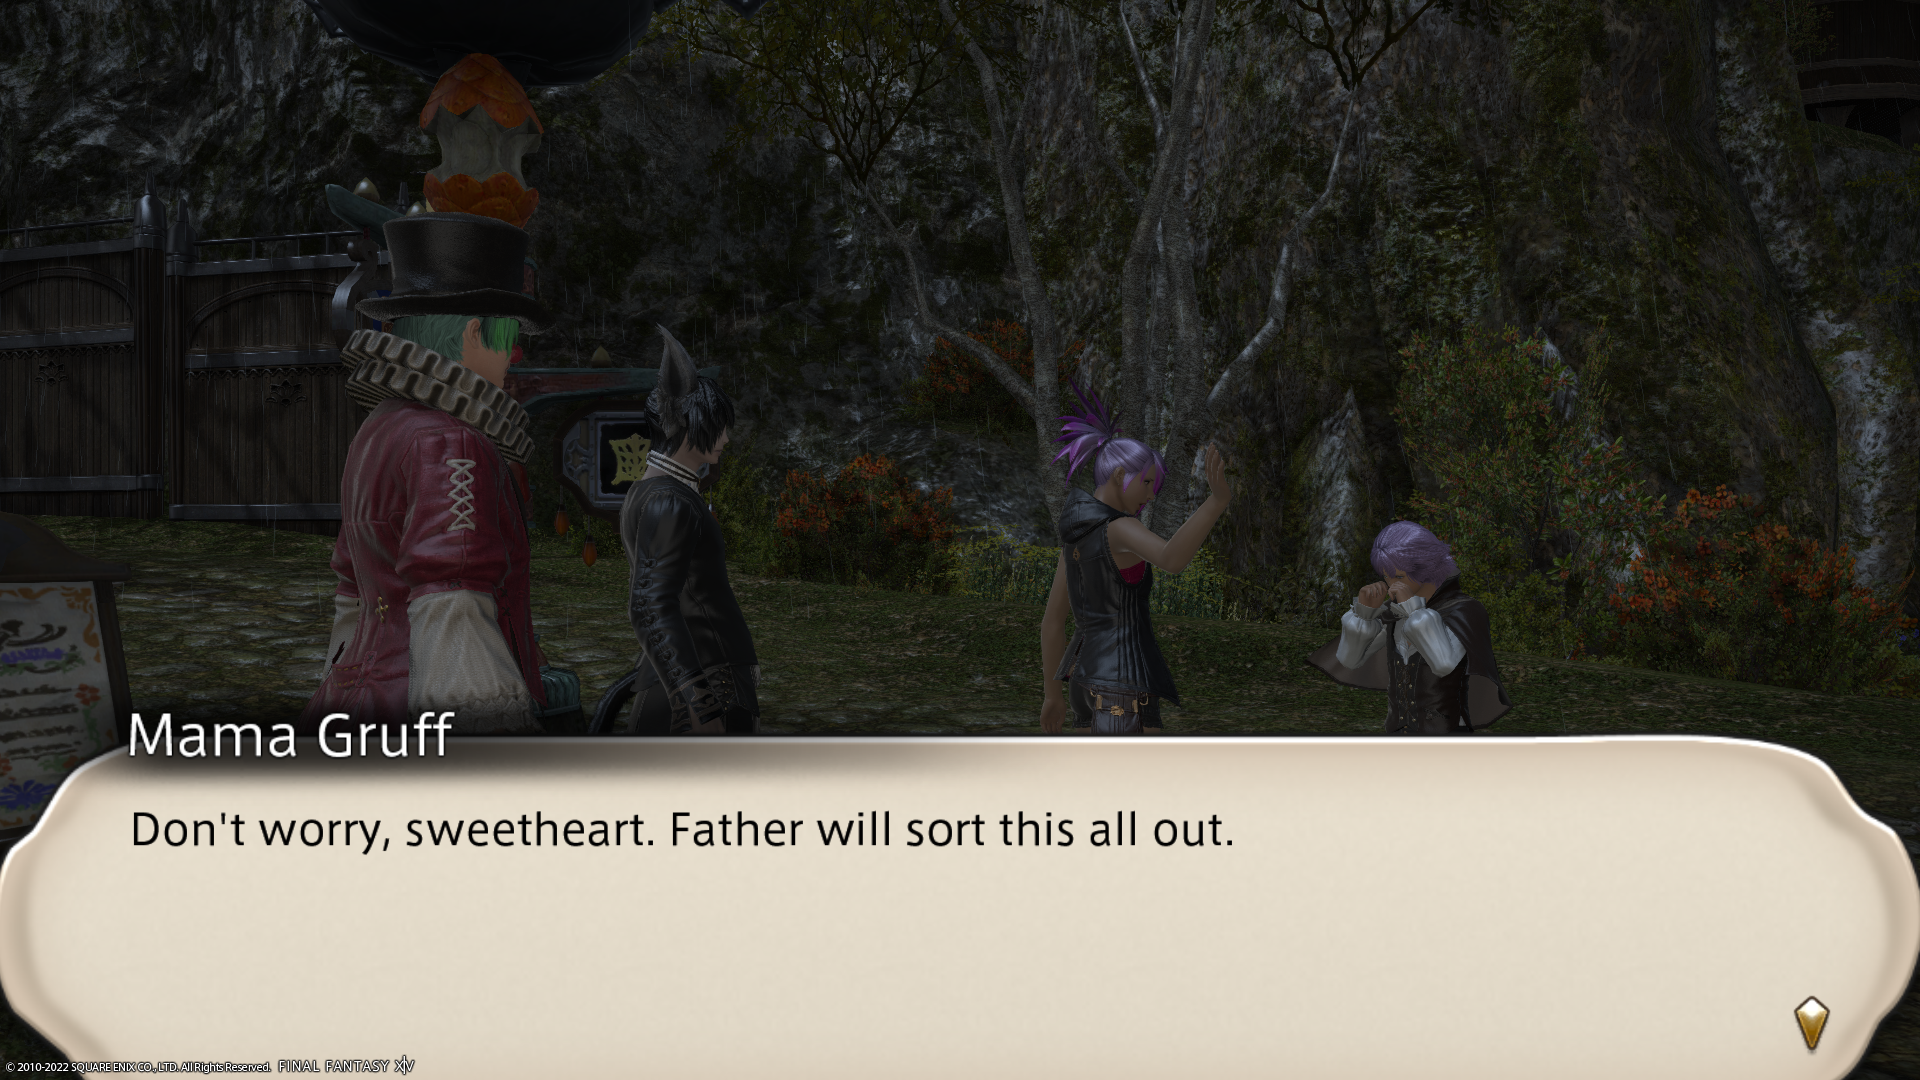 Mama Gruff
Don't worry, sweetheart. Father will sort this all out.
© 2010-2022 SQUARE ENIX CO., LTD. All Rights Reserved. FINAL FANTASY XIV